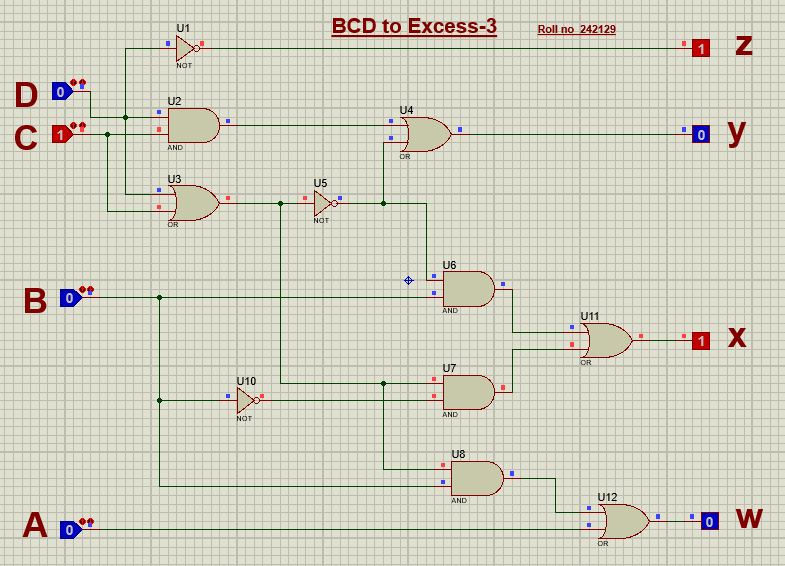 BCD to Excess-3
Roll no 242129
U1
NOT
1
z
D
0
U2
AND
C
1
U4
OR
0
y
U3
OR
U5
NOT
U6
AND
B
0
U11
OR
1
x
U7
AND
U10
NOT
U8
AND
U12
OR
0
w
A
0